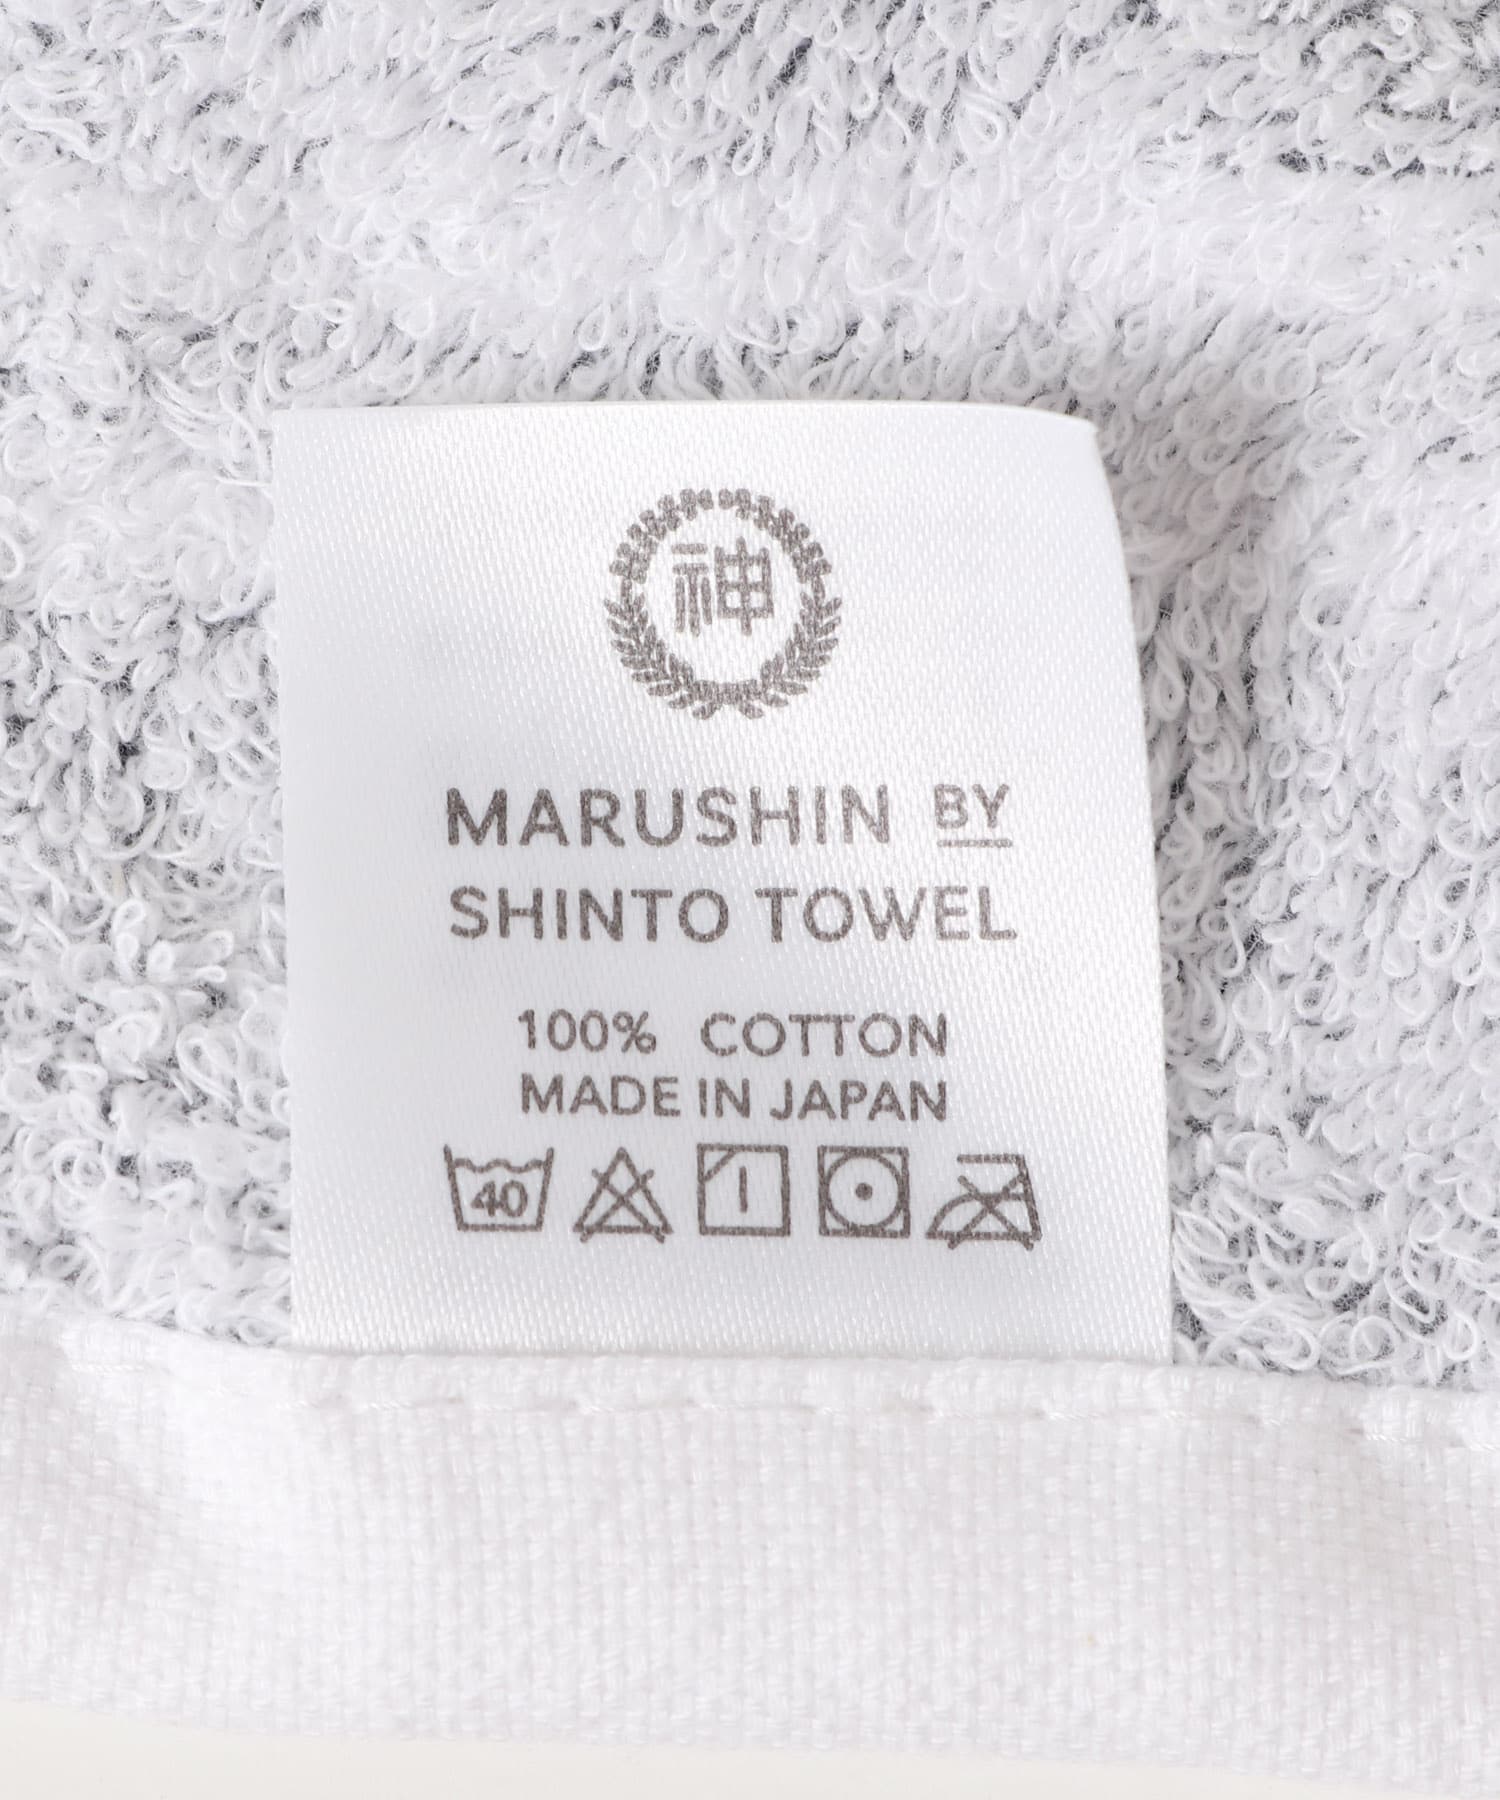 神
MARUSHIN BY
SHINTO TOWEL
100% COTTON
MADE IN JAPAN
40